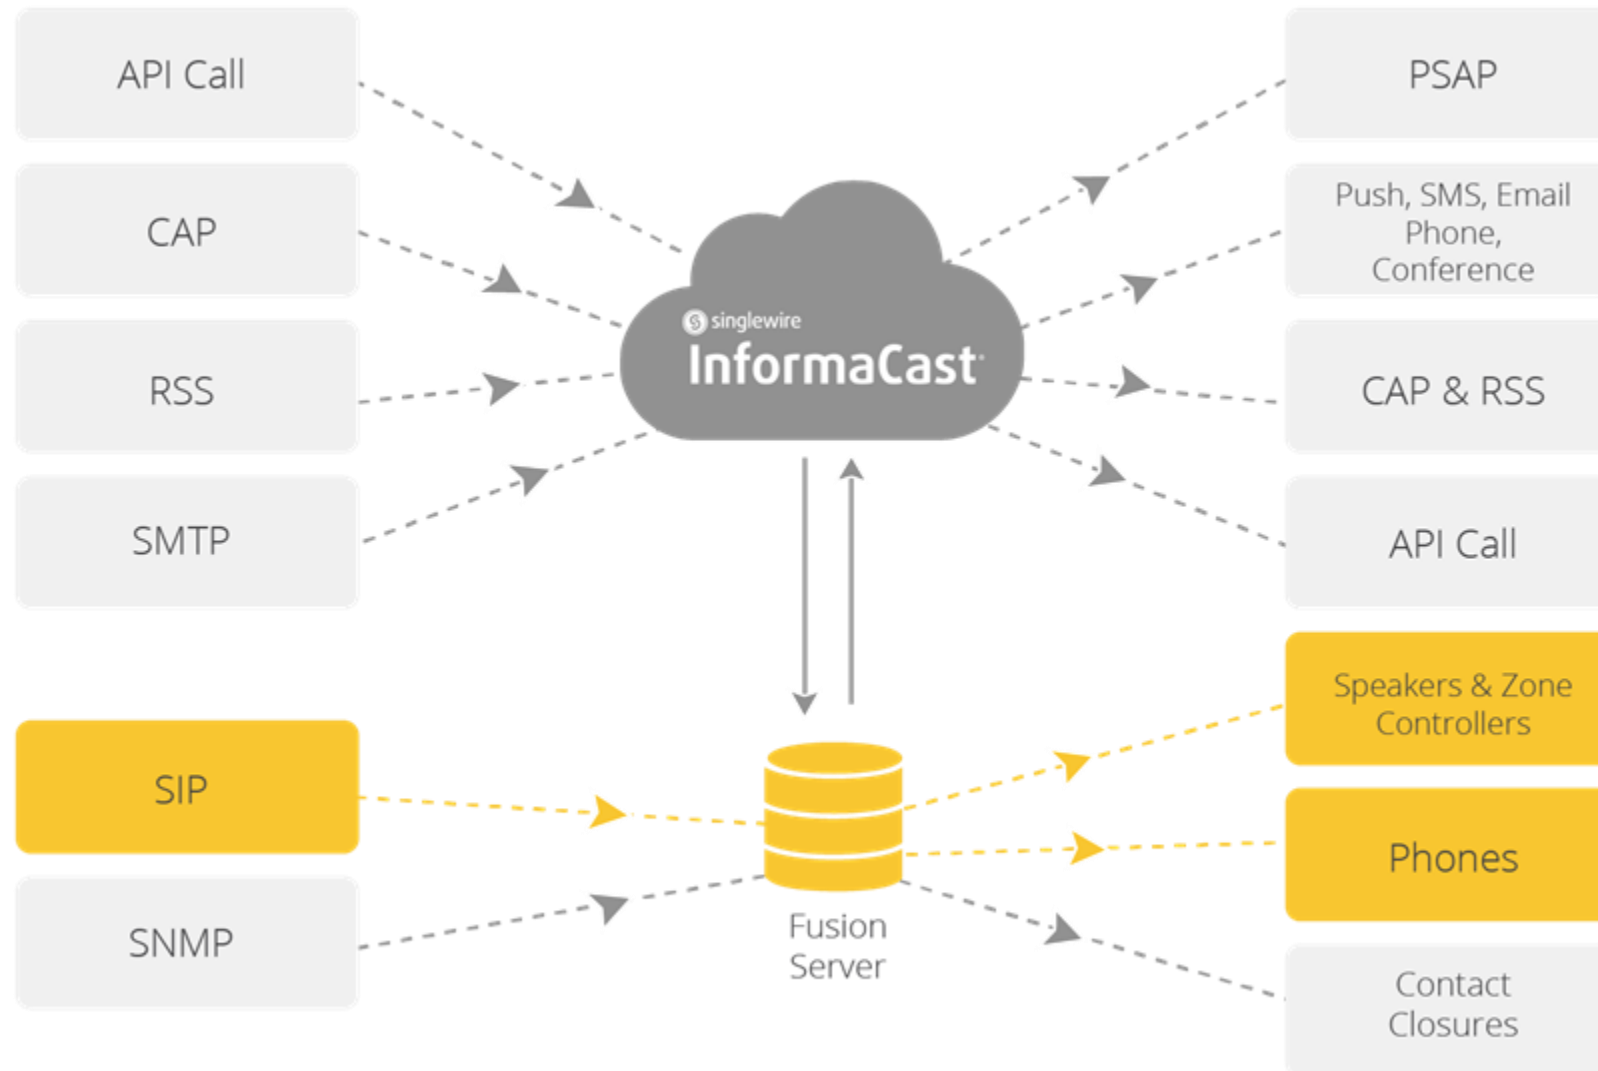 API Call
CAP
RSS
SMTP
SIP
SNMP
singlewire
InformaCast
Fusion
Server
PSAP
Push, SMS, Email
Phone,
Conference
CAP & RSS
API Call
Speakers & Zone
Controllers
Phones
Contact
Closures